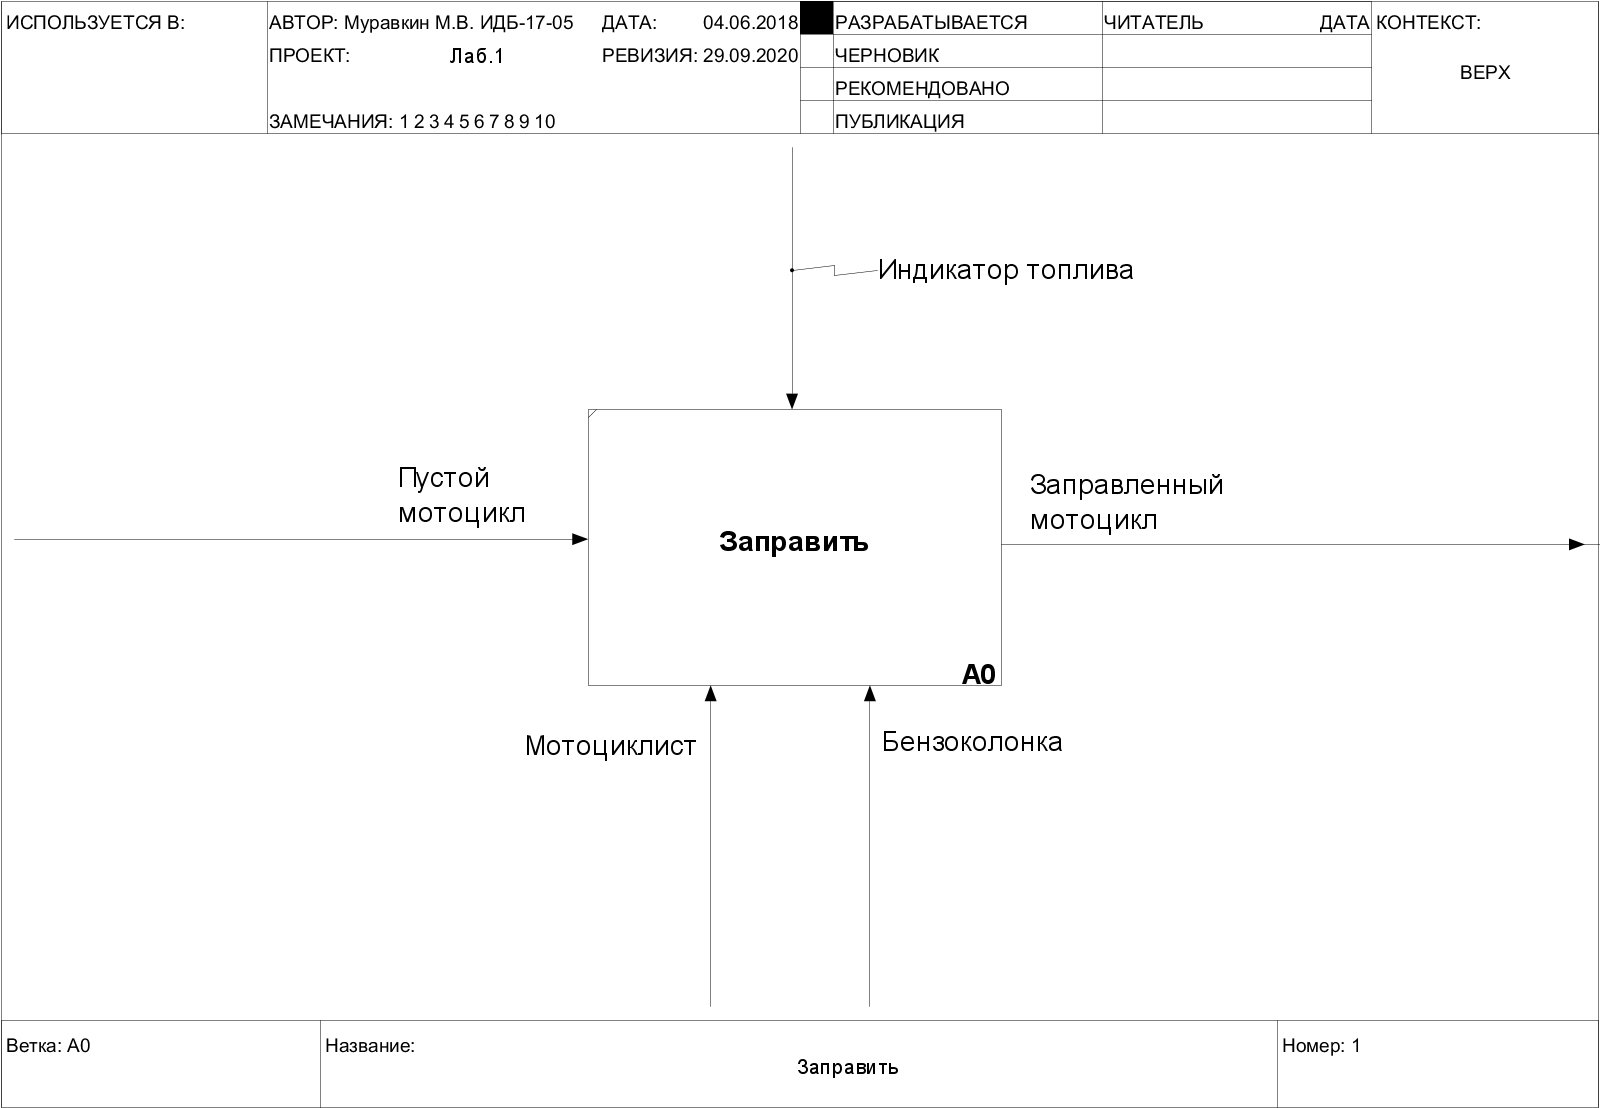 ИСПОЛЬЗУЕТСЯ В:
АВТОР: Муравкин М.В. ИДБ-17-05
ДАТА: 04.06.2018
ПРОЕКТ: Лаб.1
РЕВИЗИЯ: 29.09.2020
ЗАМЕЧАНИЯ: 1 2 3 4 5 6 7 8 9 10
РАЗРАБАТЫВАЕТСЯ
ЧЕРНОВИК
РЕКОМЕНДОВАНО
ПУБЛИКАЦИЯ
ЧИТАТЕЛЬ
ДАТА
КОНТЕКСТ:
ВЕРХ
Индикатор топлива
Пустой
мотоцикл
Заправить
Заправленный
мотоцикл
A0
Мотоциклист
Бензоколонка
Ветка: A0
Название:
Заправить
Номер: 1